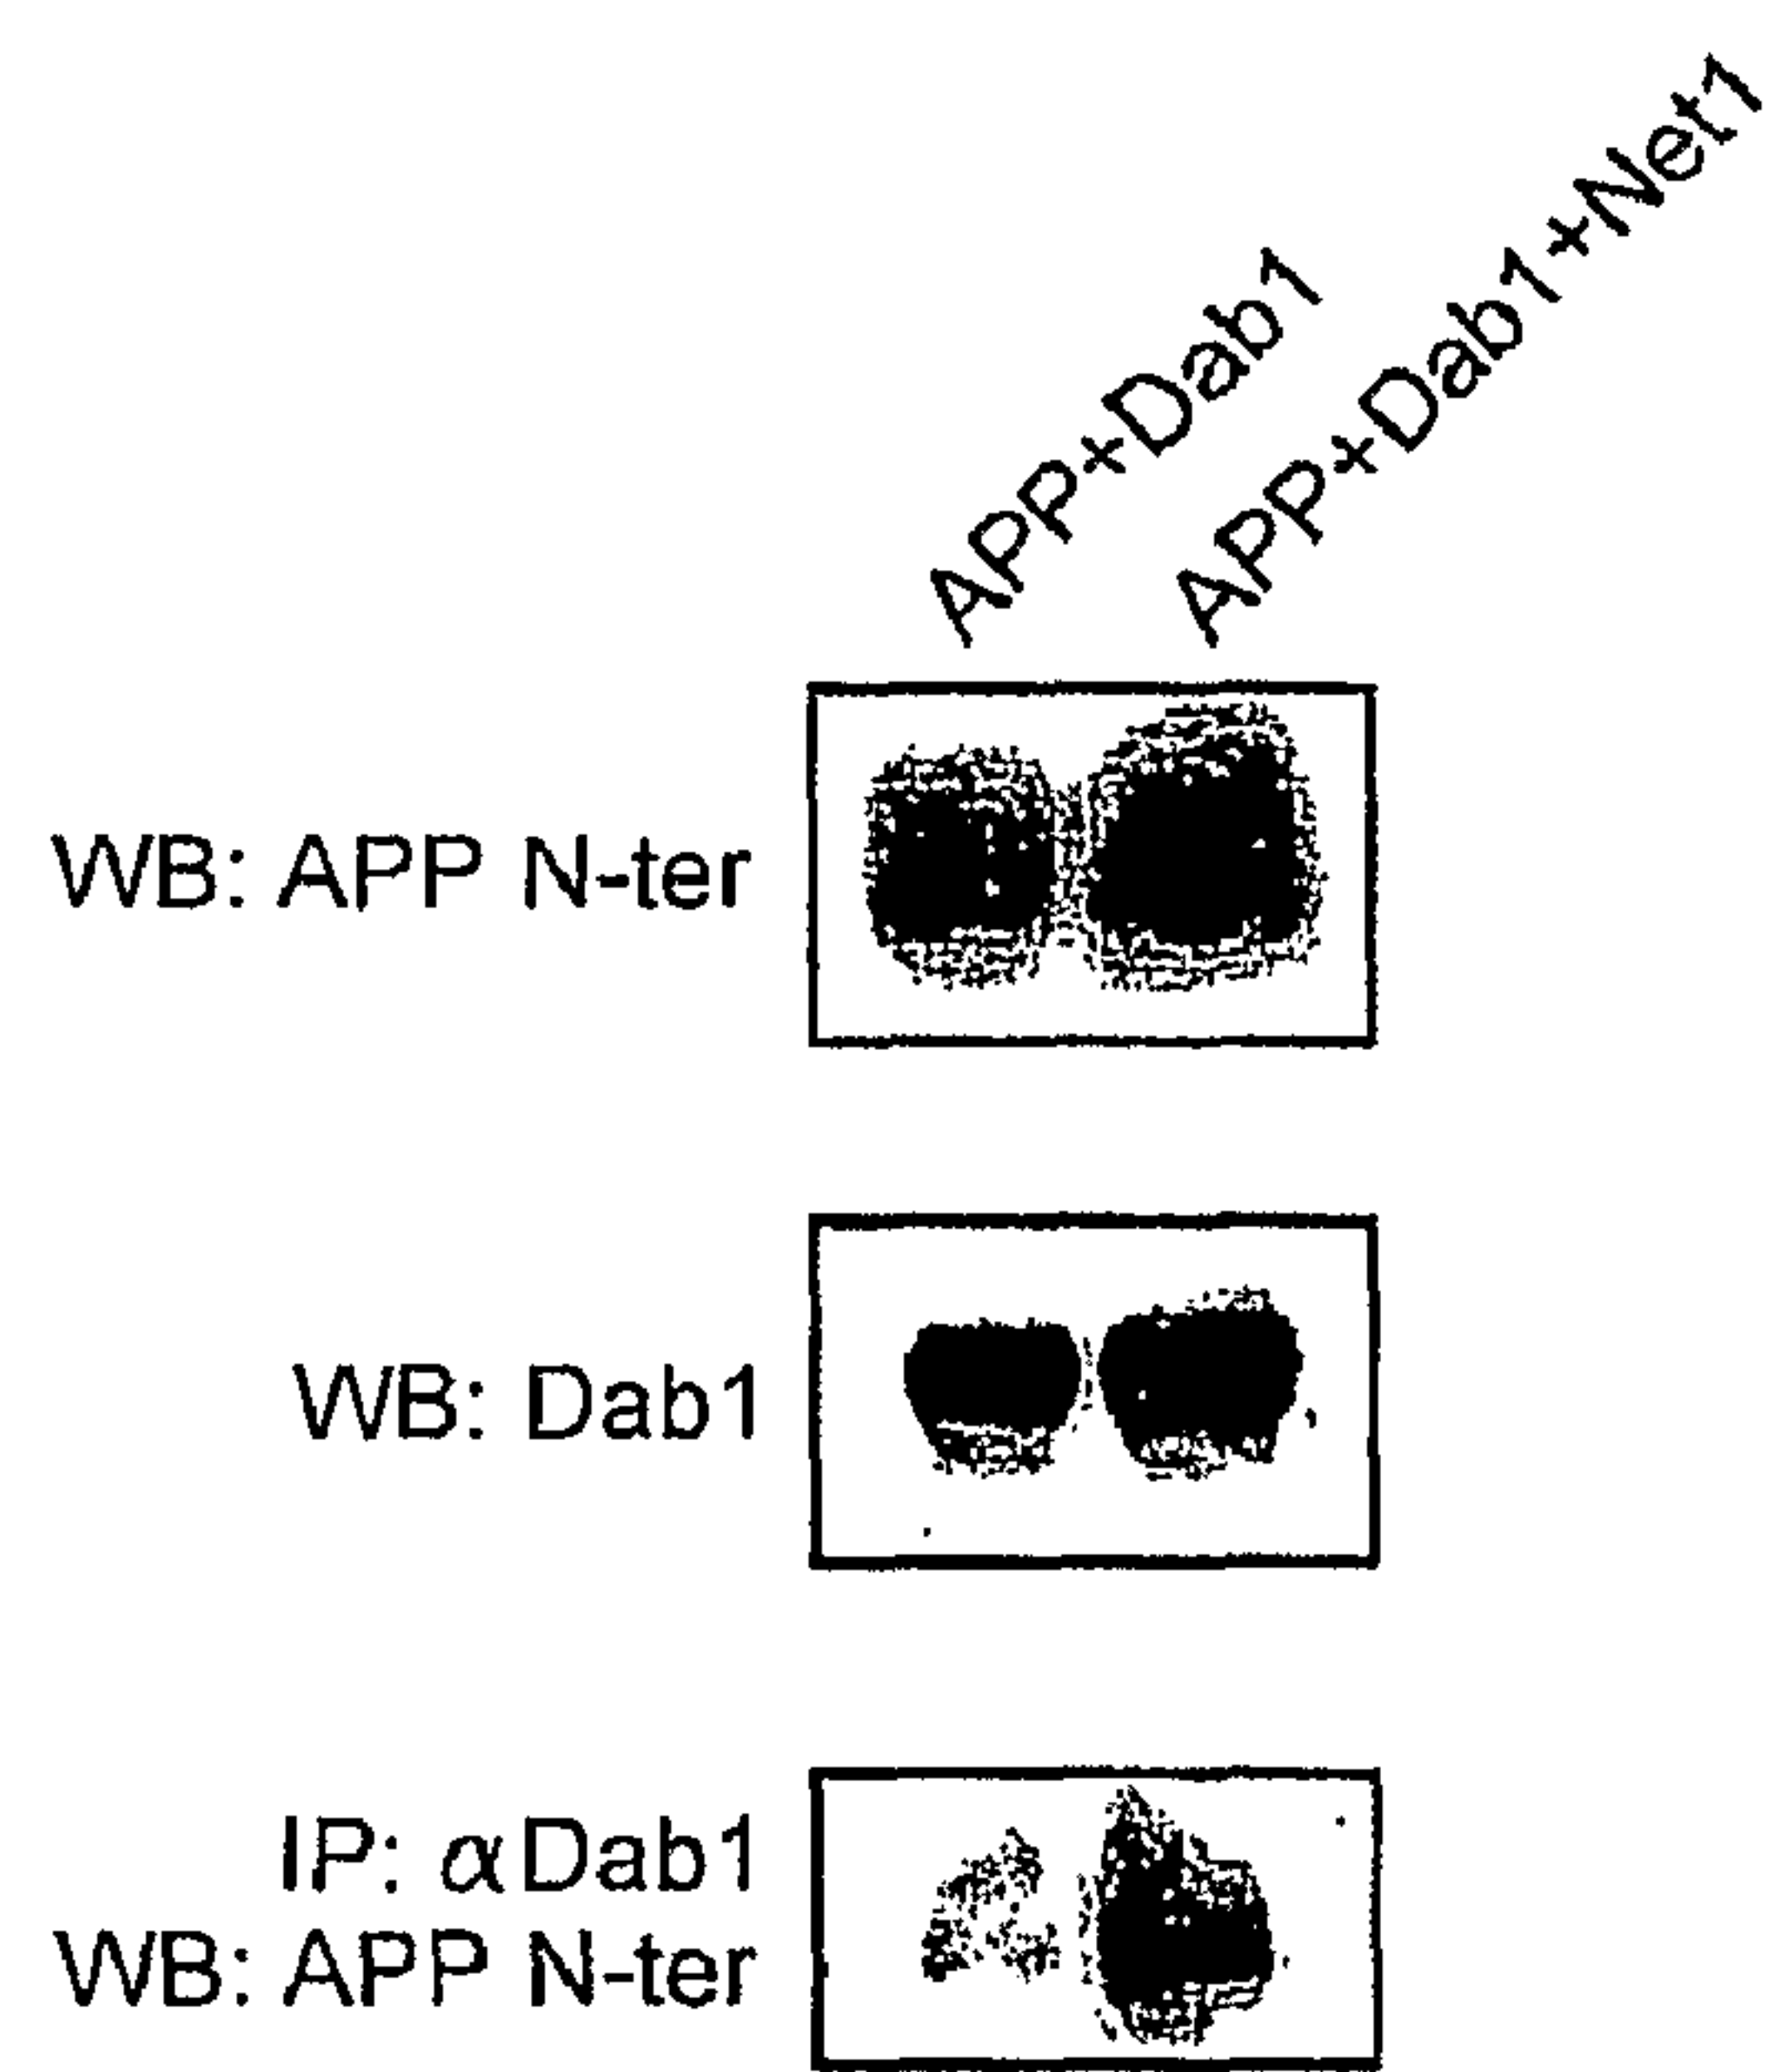 APP+Dab1
APP+Dab1+Net1
WB: APP N-ter
WB: Dab1
IP: αDab1
WB: APP N-ter